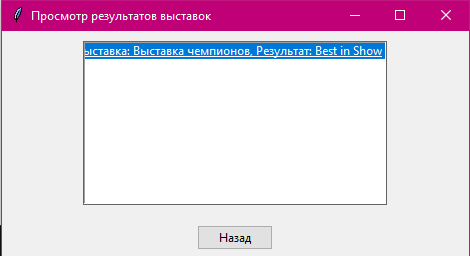 Просмотр результатов выставок
ыставка: Выставка чемпионов, Результат: Best in Show
Назад